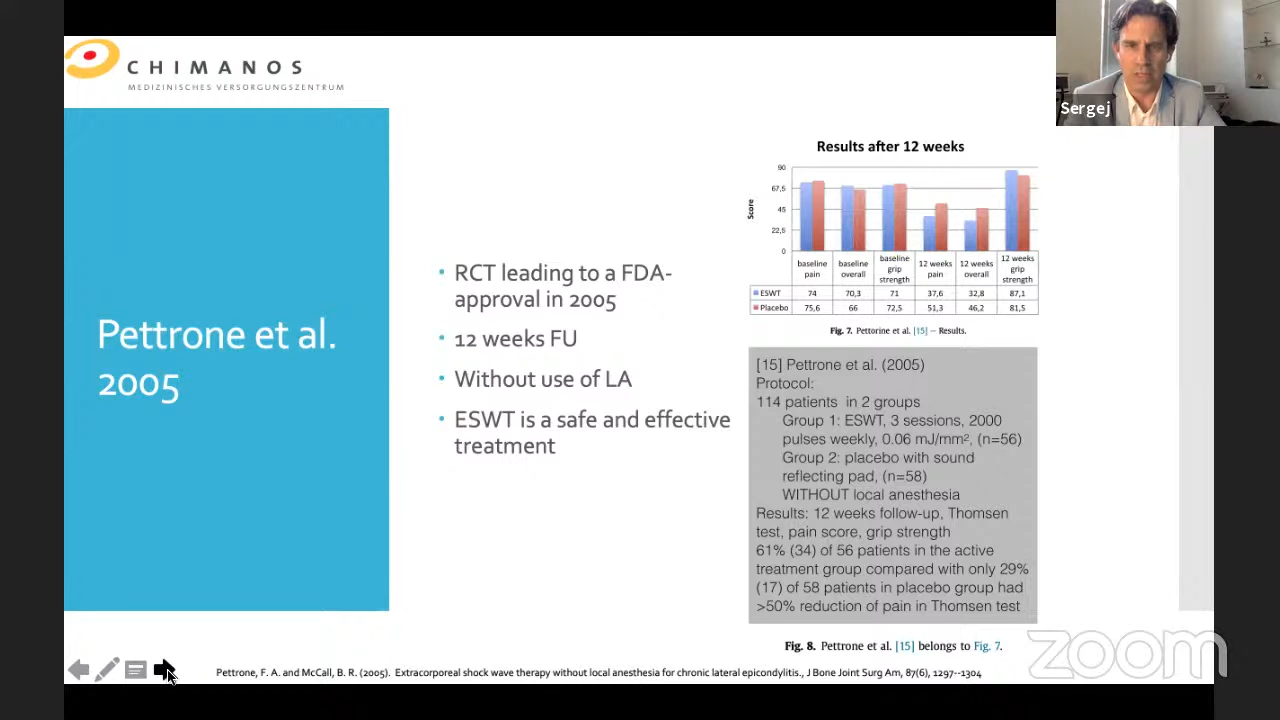 CHIMANOS
MEDIZINISCHES VERSORGUNGSZENTRUM
Sergej
Pettrone et al.
2005
• RCT leading to a FDA-
approval in 2005
• 12 weeks FU
• Without use of LA
• ESWT is a safe and effective
treatment
Results after 12 weeks
Score
90
67,5
45
22,5
0
baseline pain baseline overall baseline grip strength 12 weeks pain 12 weeks overall 12 weeks grip strength
ESWT 74 70,3 71 37,6 32,8 87,1
Placebo 75,6 66 72,5 51,3 46,2 81,5
Fig. 7. Pettorine et al. [15] – Results.
[15] Pettrone et al. (2005)
Protocol:
114 patients in 2 groups
Group 1: ESWT, 3 sessions, 2000
pulses weekly, 0.06 mJ/mm², (n=56)
Group 2: placebo with sound
reflecting pad, (n=58)
WITHOUT local anesthesia
Results: 12 weeks follow-up, Thomsen
test, pain score, grip strength
61% (34) of 56 patients in the active
treatment group compared with only 29%
(17) of 58 patients in placebo group had
>50% reduction of pain in Thomsen test
Fig. 8. Pettrone et al. [15] belongs to Fig. 7.
zoom
Pettrone, F. A. and McCall, B. R. (2005). Extracorporeal shock wave therapy without local anesthesia for chronic lateral epicondylitis., J Bone Joint Surg Am, 87(6), 1297--1304